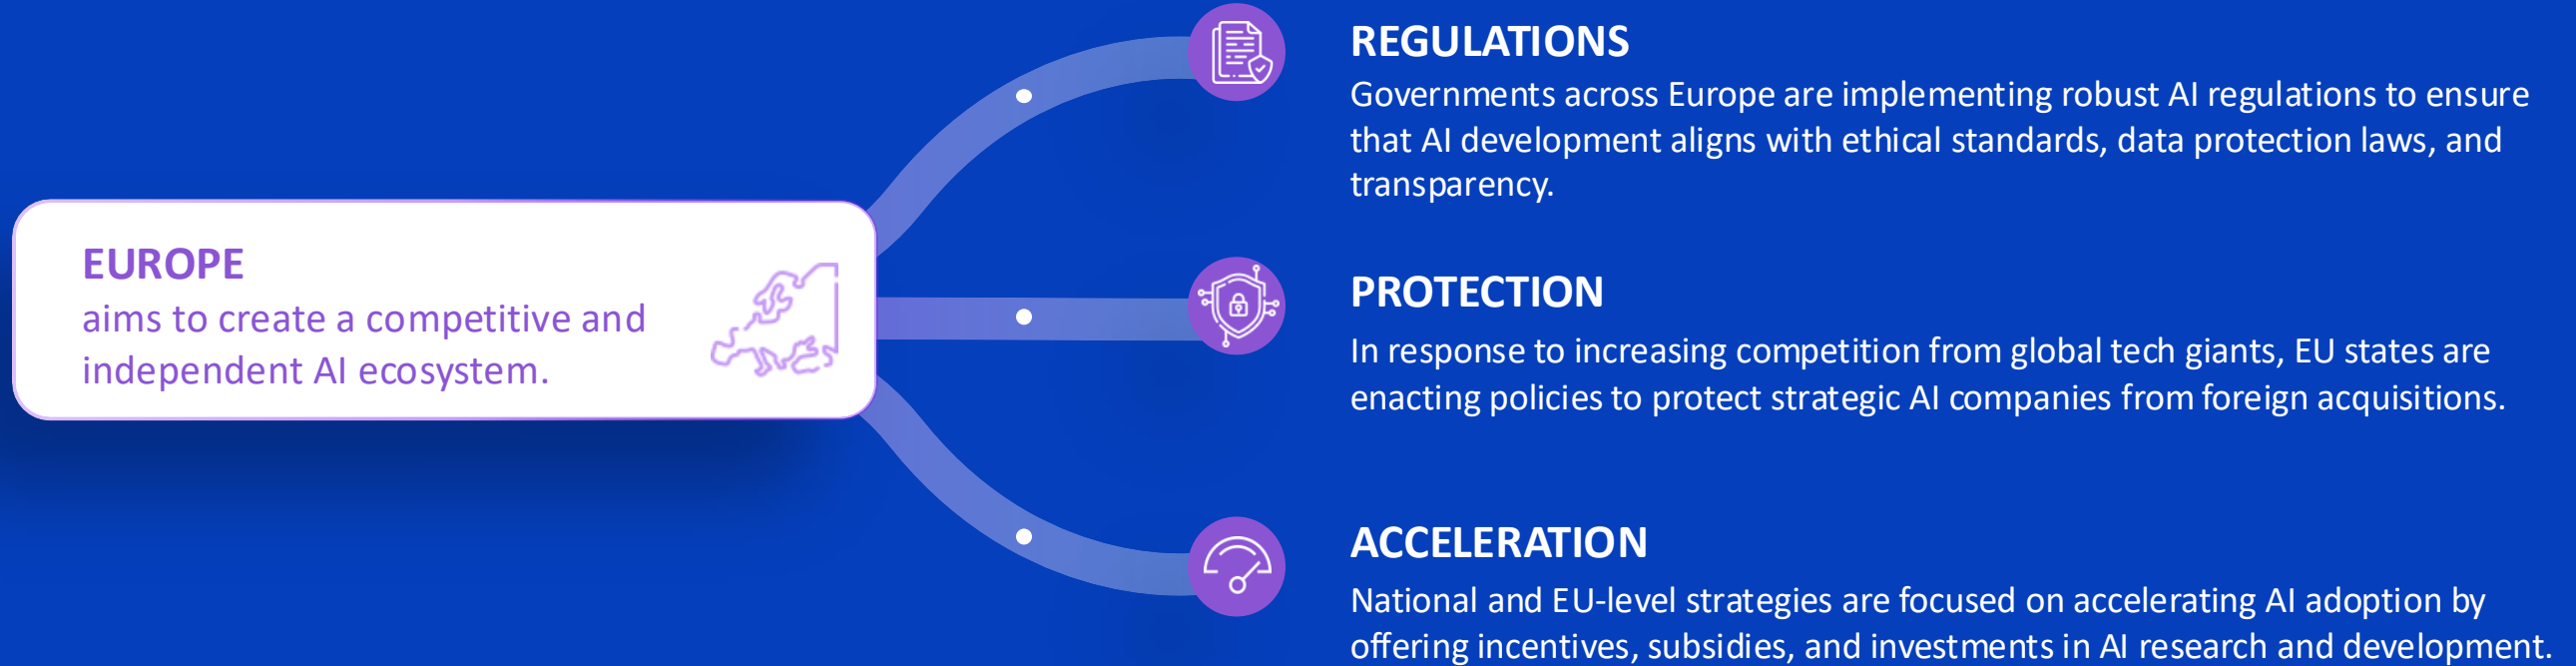 EUROPE
aims to create a competitive and
independent AI ecosystem.
REGULATIONS
Governments across Europe are implementing robust AI regulations to ensure
that AI development aligns with ethical standards, data protection laws, and
transparency.
PROTECTION
In response to increasing competition from global tech giants, EU states are
enacting policies to protect strategic AI companies from foreign acquisitions.
ACCELERATION
National and EU-level strategies are focused on accelerating AI adoption by
offering incentives, subsidies, and investments in AI research and development.